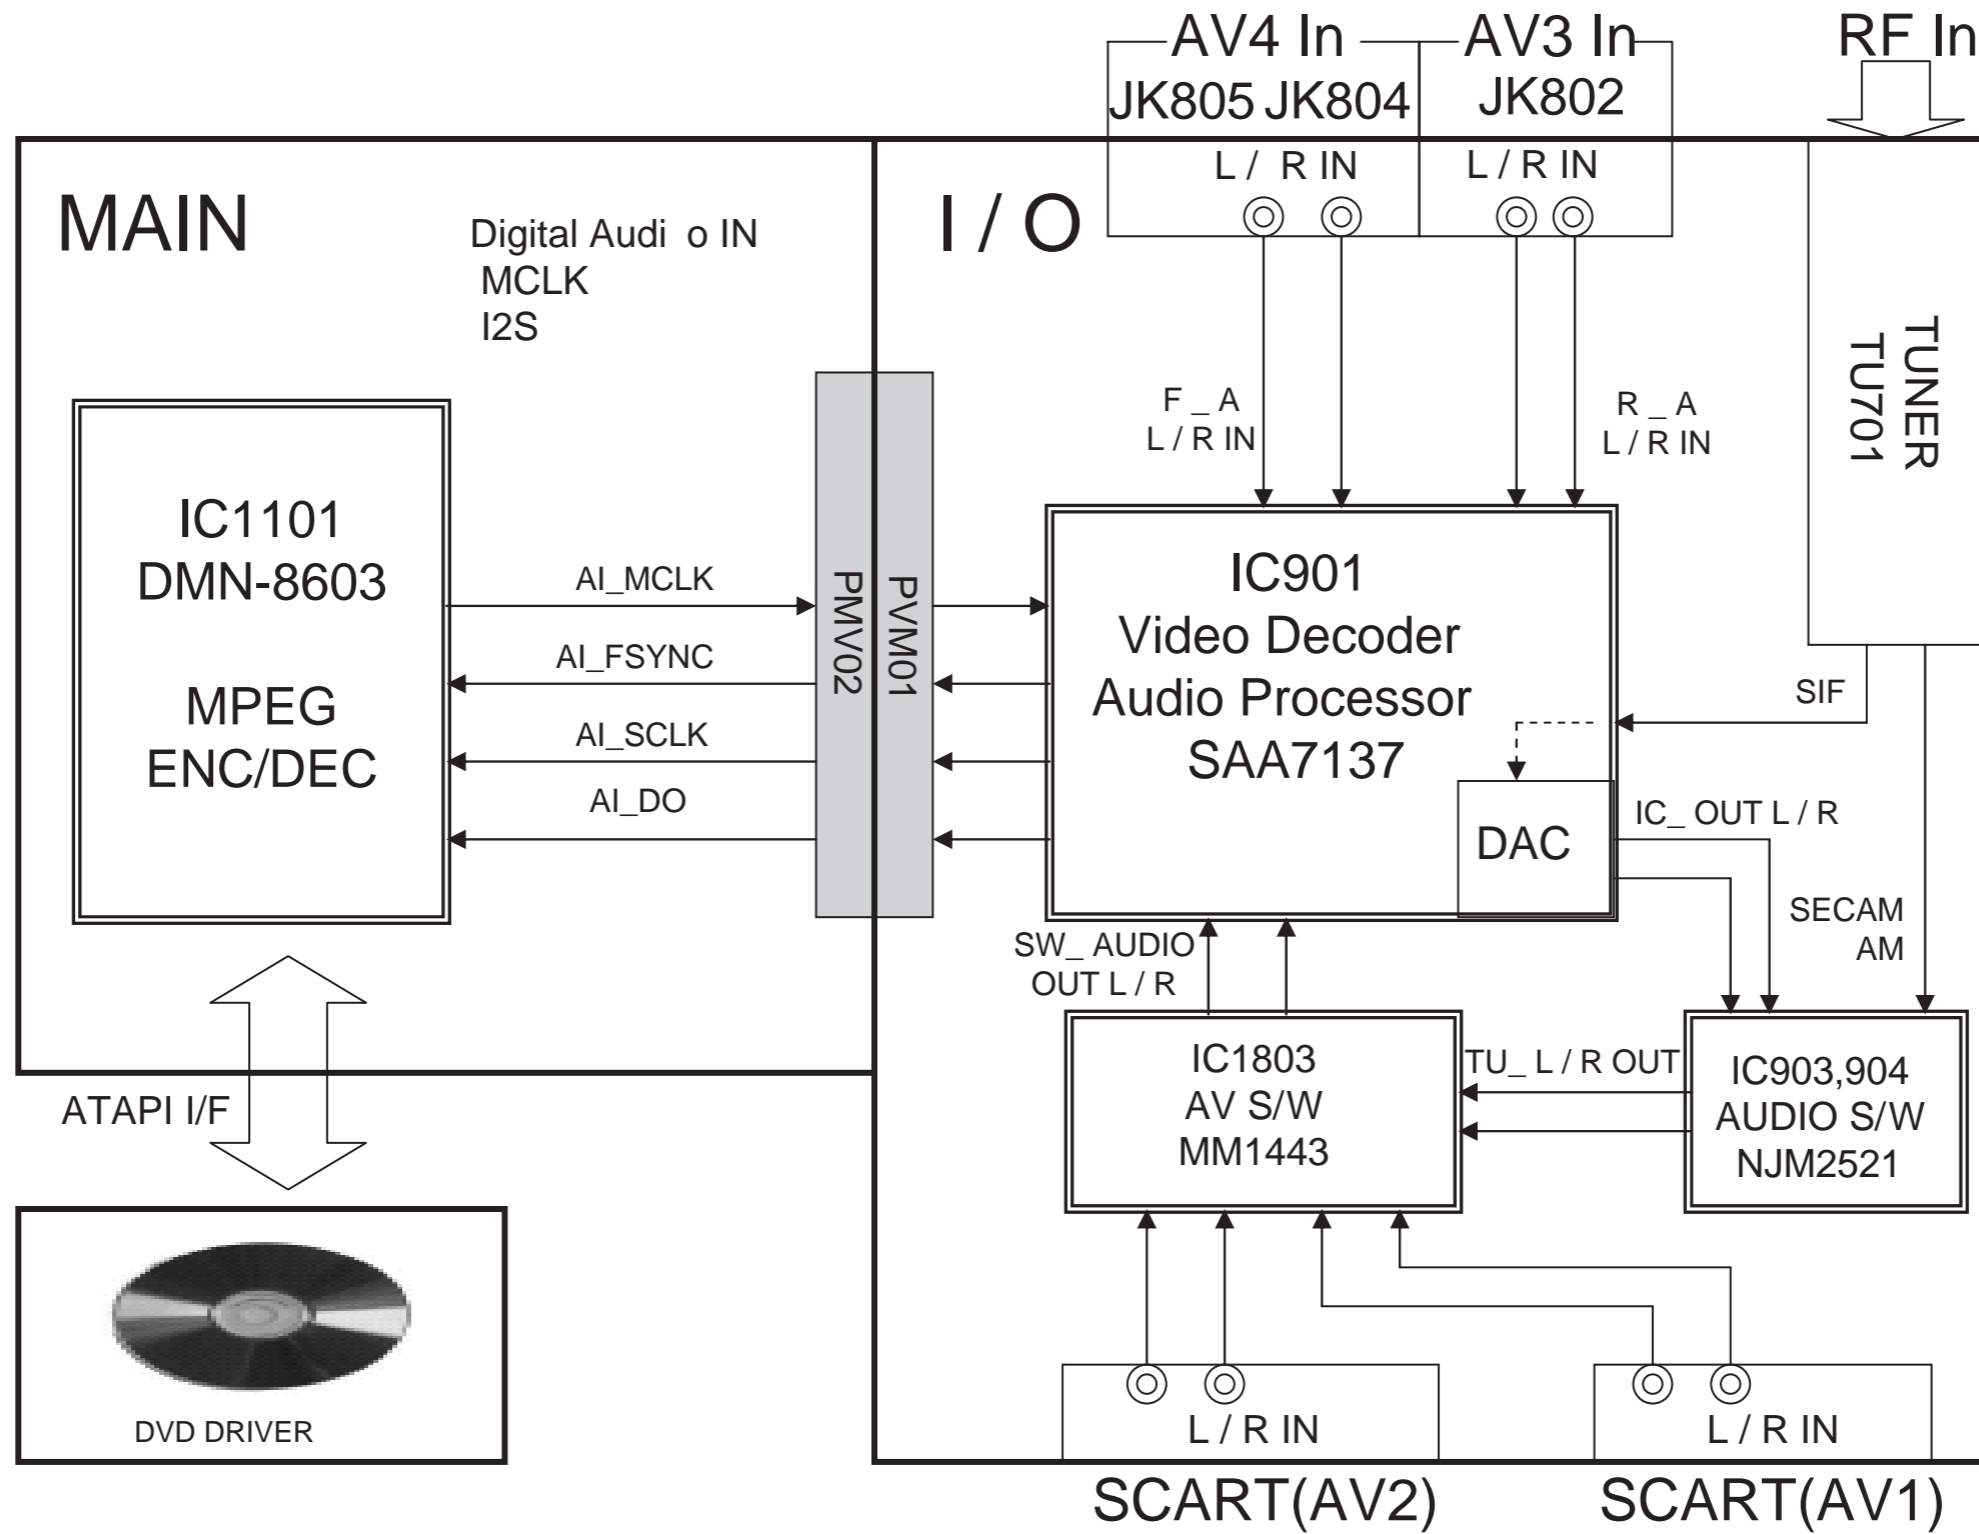 AV4 In
AV3 In
RF In
JK805 JK804
JK802
L / R IN
L / R IN
MAIN
I / O
Digital Audi o IN
MCLK
I2S
TUNER
TU701
F _ A
L / R IN
R _ A
L / R IN
IC1101
DMN-8603
MPEG
ENC/DEC
AI_MCLK
AI_FSYNC
AI_SCLK
AI_DO
PMV02
PVM01
IC901
Video Decoder
Audio Processor
SAA7137
DAC
SIF
IC_ OUT L / R
SECAM
AM
SW_ AUDIO
OUT L / R
IC1803
AV S/W
MM1443
TU_ L / R OUT
IC903,904
AUDIO S/W
NJM2521
ATAPI I/F
DVD DRIVER
L / R IN
L / R IN
SCART(AV2)
SCART(AV1)